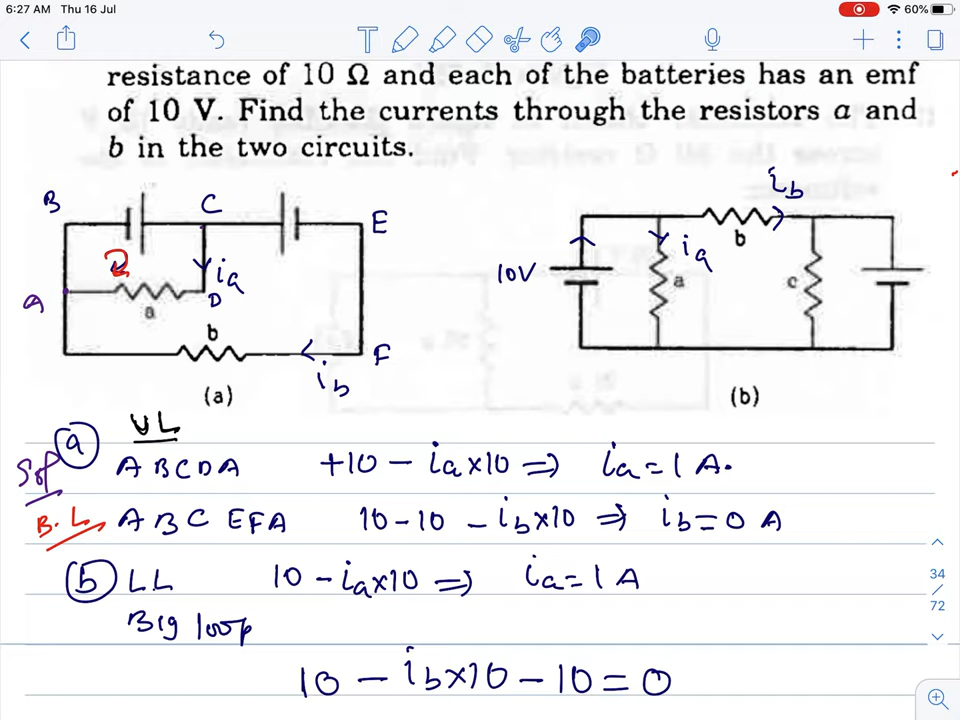 6:27 AM Thu 16 Jul
60%
resistance of 10 Ω and each of the batteries has an emf
of 10 V. Find the currents through the resistors a and
b in the two circuits.
B
C
E
A
D
F
a
b
ia
ib
(a)
10V
ia
ib
a
b
c
(b)
Sol
(a) UL
A B C D A +10 - ia×10 ⇒ ia = 1 A.
B.L A B C E F A 10 - 10 - ib×10 ⇒ ib = 0 A
(b) LL 10 - ia×10 ⇒ ia = 1 A
Big loop
10 - ib×10 - 10 = 0
34
/
72